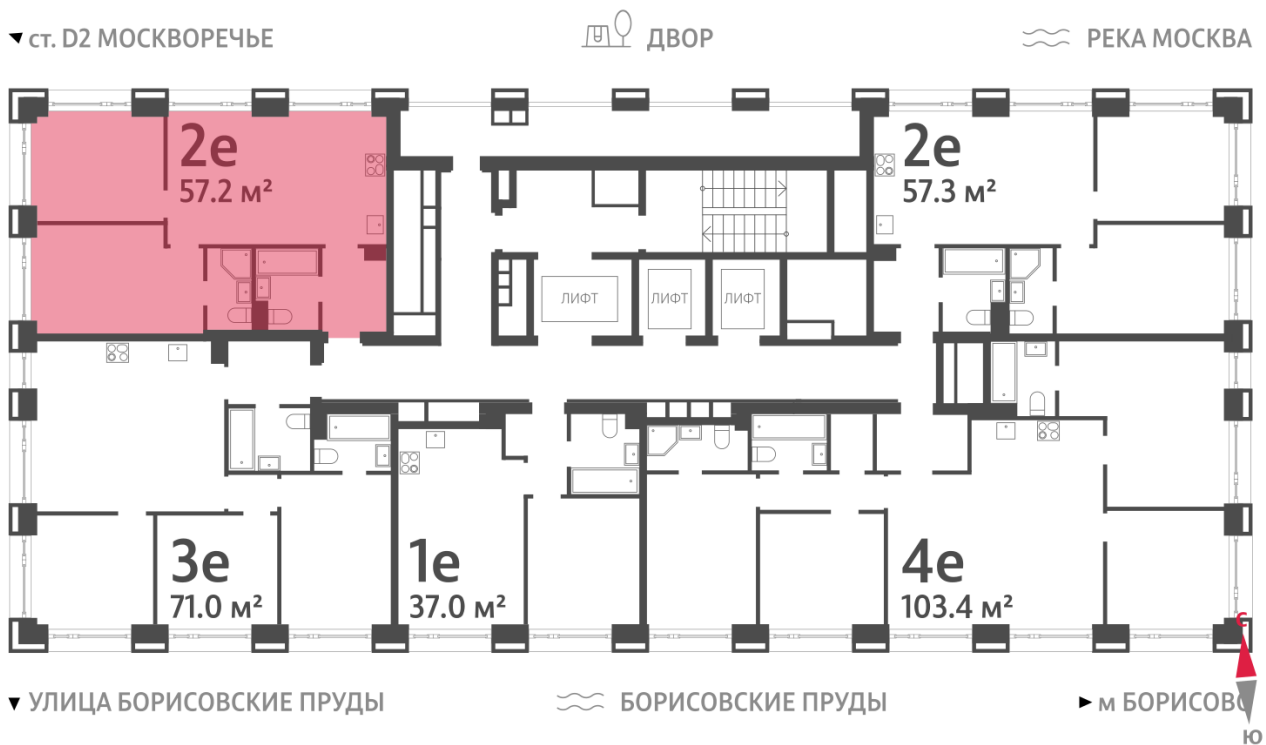 ст. D2 МОСКВОРЕЧЬЕ
ДВОР
РЕКА МОСКВА
2е
57.2 м²
2е
57.3 м²
ЛИФТ
ЛИФТ
ЛИФТ
3е
71.0 м²
1е
37.0 м²
4е
103.4 м²
С
УЛИЦА БОРИСОВСКИЕ ПРУДЫ
БОРИСОВСКИЕ ПРУДЫ
м БОРИСОВО
Ю